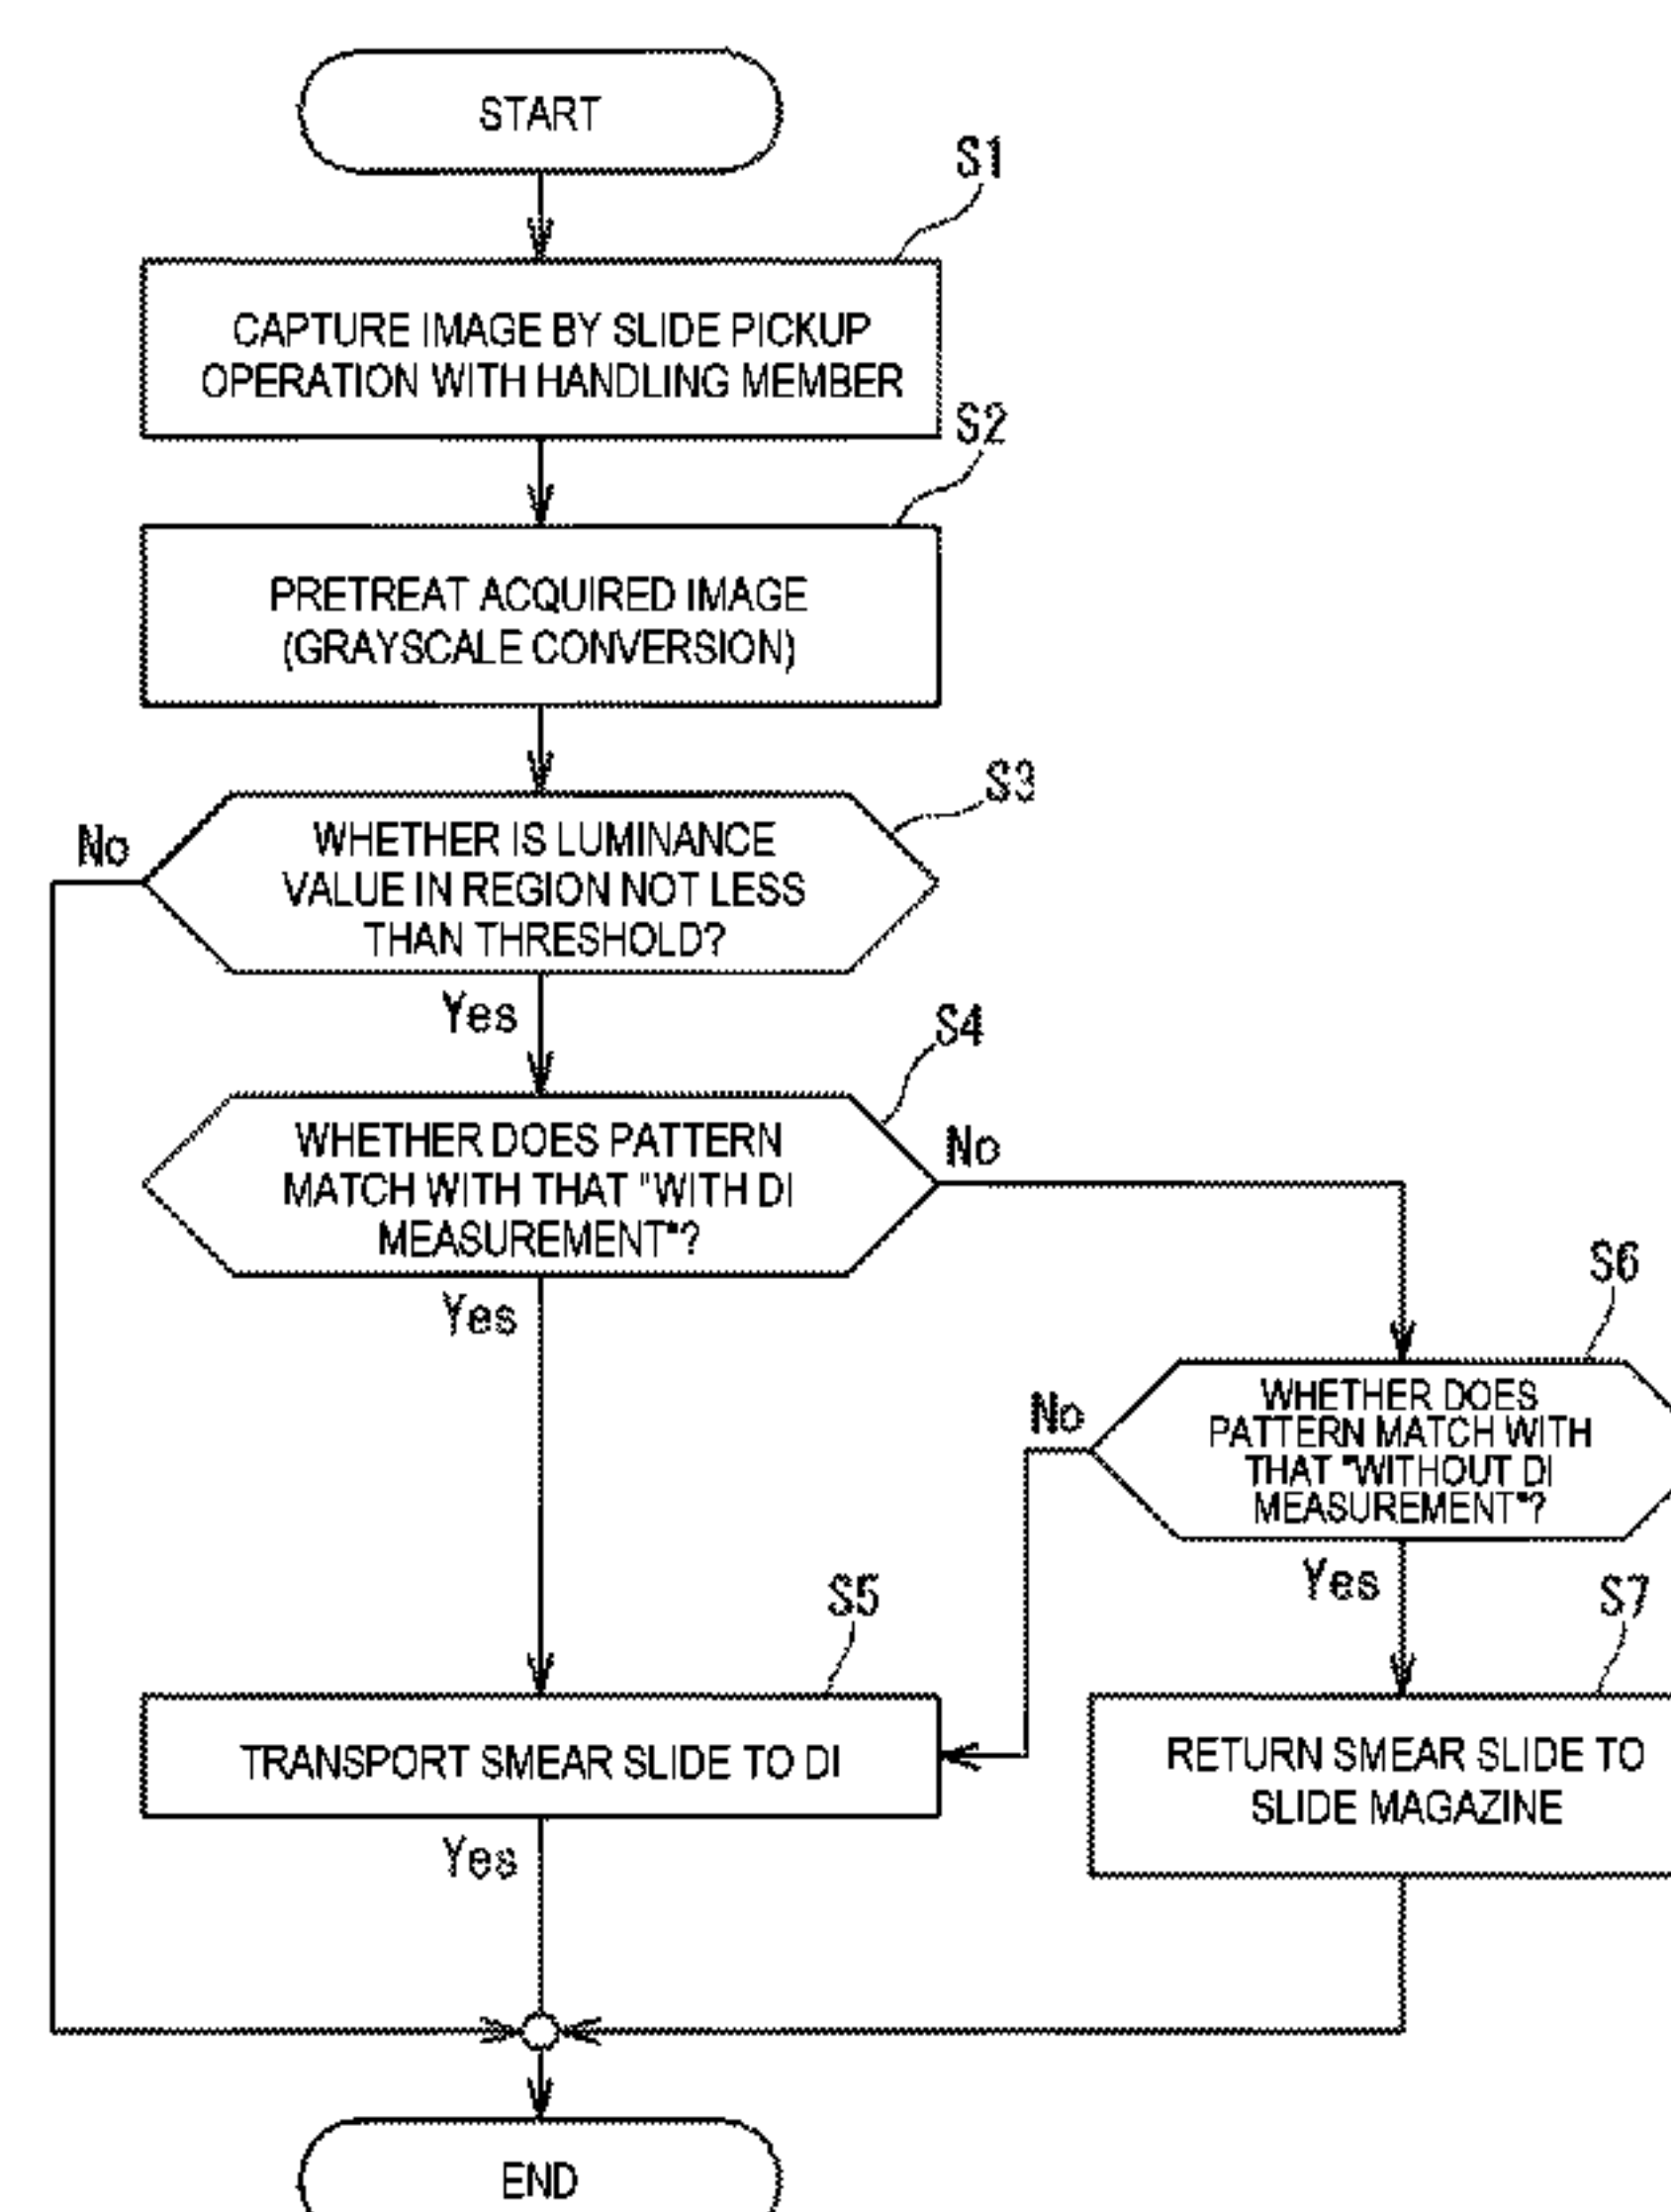 START
S1
CAPTURE IMAGE BY SLIDE PICKUP
OPERATION WITH HANDLING MEMBER
S2
PRETREAT ACQUIRED IMAGE
(GRAYSCALE CONVERSION)
S3
No
WHETHER IS LUMINANCE
VALUE IN REGION NOT LESS
THAN THRESHOLD?
Yes
S4
WHETHER DOES PATTERN
MATCH WITH THAT "WITH DI
MEASUREMENT"?
No
Yes
S6
No
WHETHER DOES
PATTERN MATCH WITH
THAT "WITHOUT DI
MEASUREMENT"?
Yes
S5
S7
TRANSPORT SMEAR SLIDE TO DI
RETURN SMEAR SLIDE TO
SLIDE MAGAZINE
Yes
END